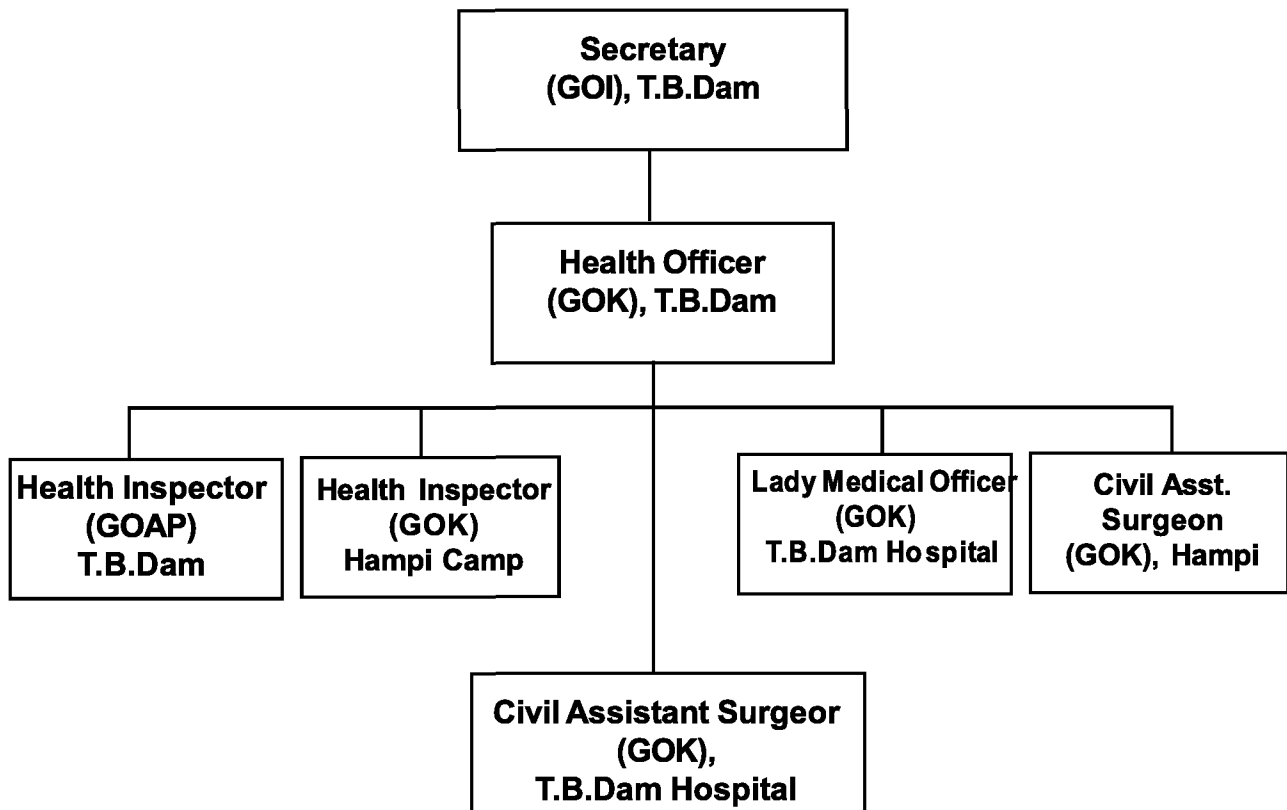 Secretary
(GOI), T.B.Dam
Health Officer
(GOK), T.B.Dam
Health Inspector
(GOAP)
T.B.Dam
Health Inspector
(GOK)
Hampi Camp
Lady Medical Officer
(GOK)
T.B.Dam Hospital
Civil Asst.
Surgeon
(GOK), Hampi
Civil Assistant Surgeor
(GOK),
T.B.Dam Hospital